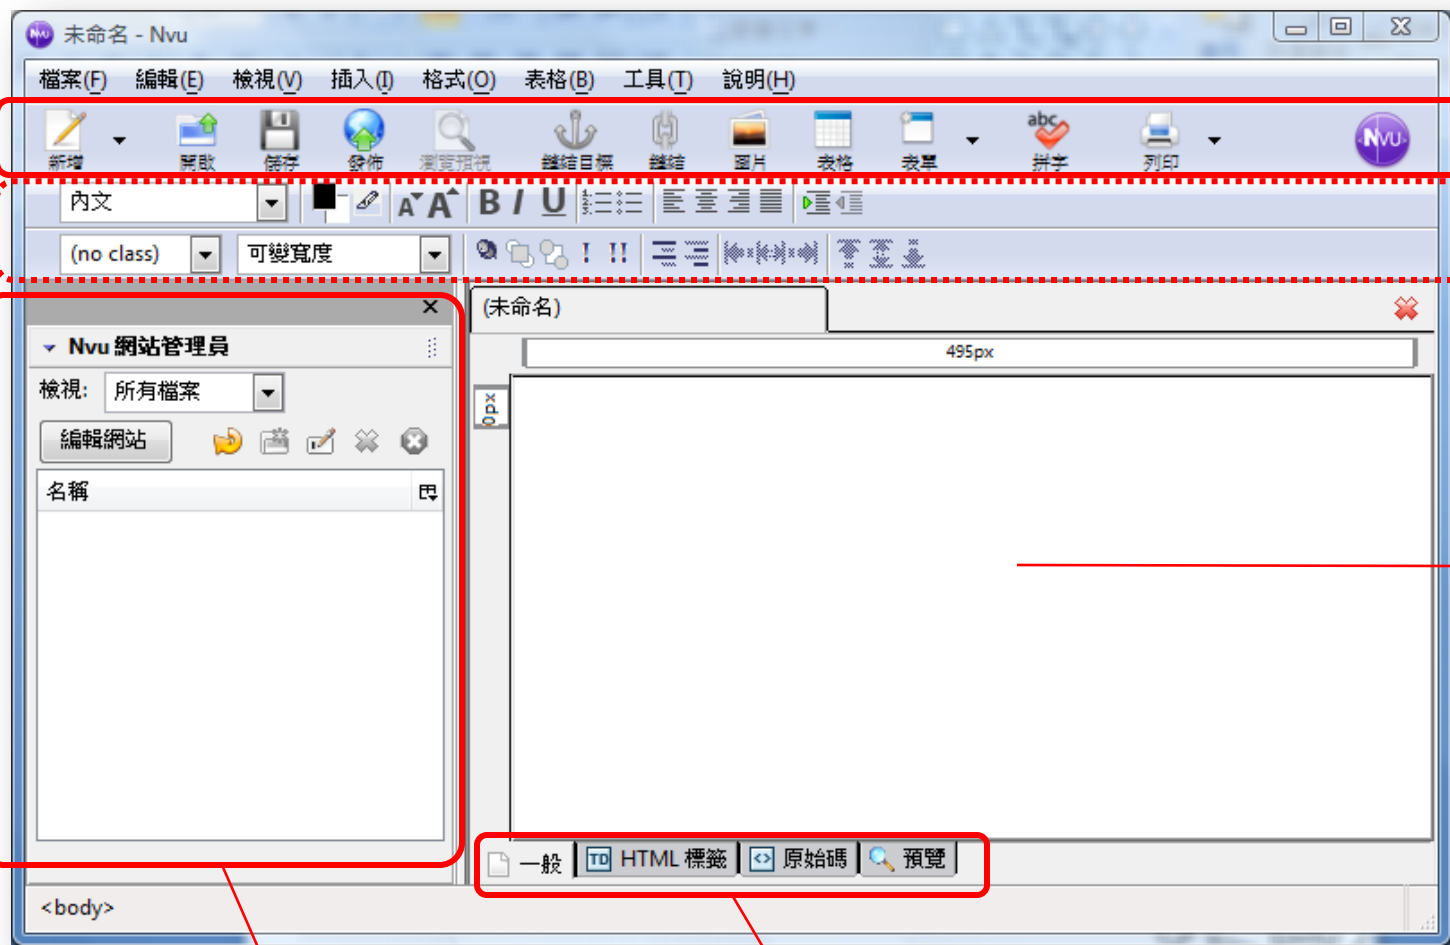 未命名 - Nvu
檔案(F) 編輯(E) 檢視(V) 插入(I) 格式(O) 表格(B) 工具(T) 說明(H)
新增 開啟 儲存 發佈 瀏覽預視 鏈結目標 鏈結 圖片 表格 表單 拼字 列印
abc
NVU
內文
A A B I U
(no class) 可變寬度
! !!
(未命名)
Nvu 網站管理員
495px
檢視: 所有檔案
0px
編輯網站
名稱
一般 TD HTML 標籤 原始碼 預覽
<body>